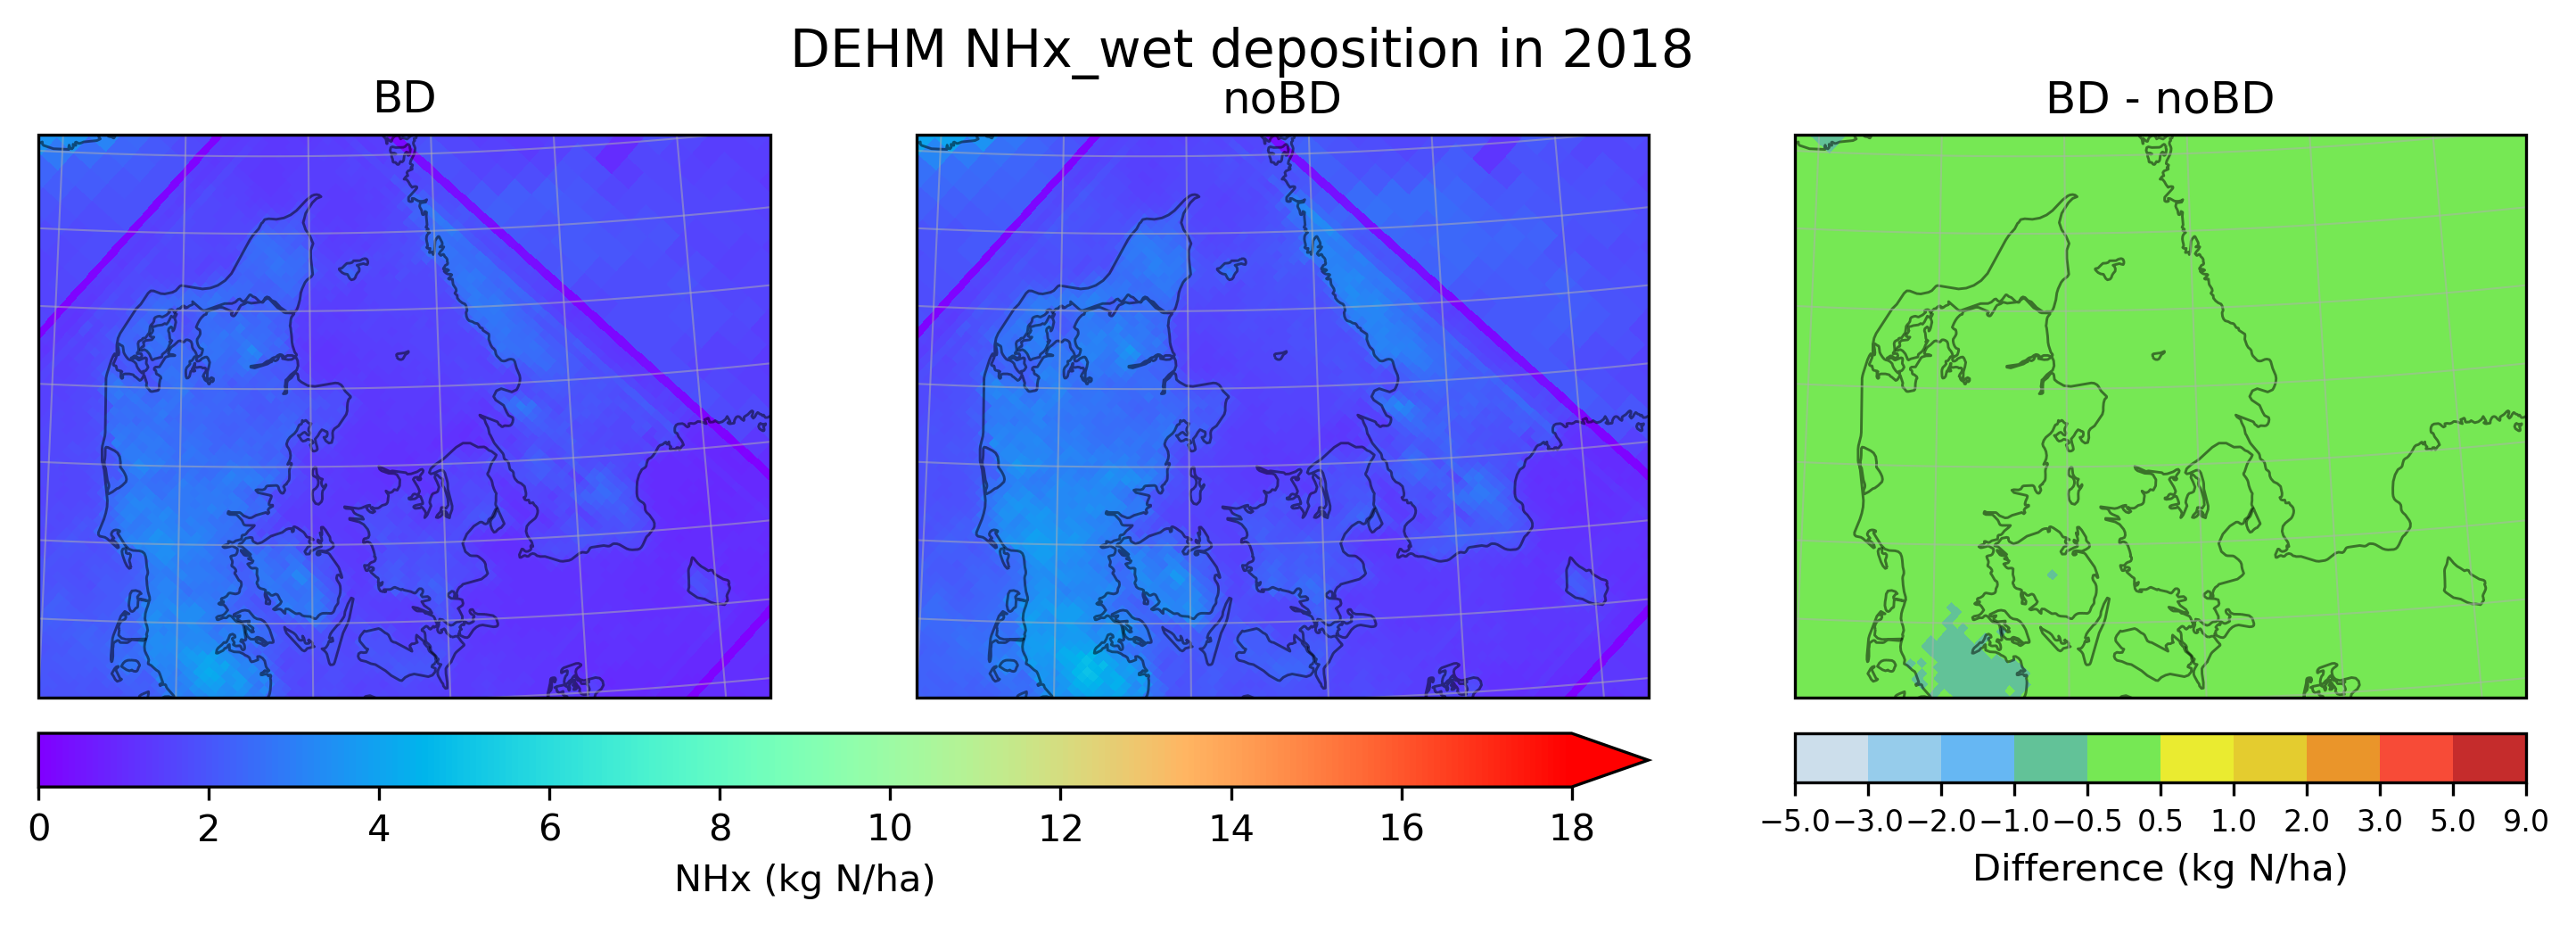 DEHM NHx_wet deposition in 2018
BD
noBD
BD - noBD
0 2 4 6 8 10 12 14 16 18
NHx (kg N/ha)
−5.0 −3.0 −2.0 −1.0 −0.5 0.5 1.0 2.0 3.0 5.0 9.0
Difference (kg N/ha)